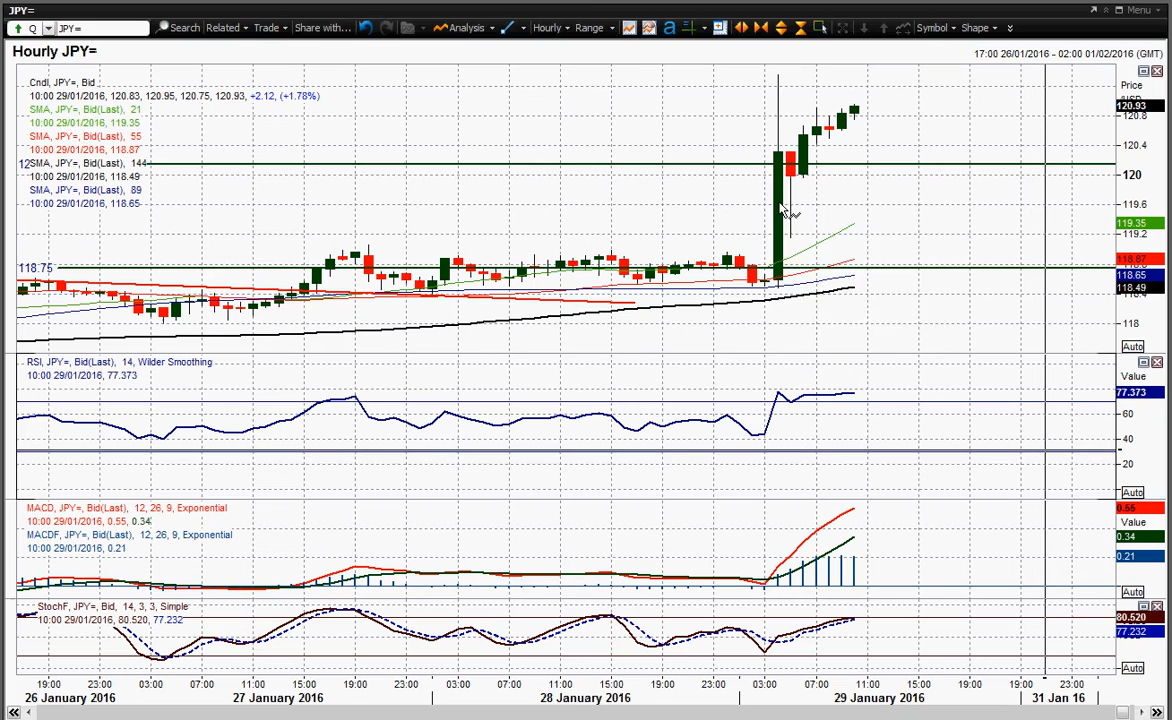 JPY=
Menu
Q JPY= Search Related Trade Share with... Analysis Hourly Range a Symbol Shape
Hourly JPY=
17:00 26/01/2016 - 02:00 01/02/2016 (GMT)
Cndl, JPY=, Bid
10:00 29/01/2016, 120.83, 120.95, 120.75, 120.93, +2.12, (+1.78%)
SMA, JPY=, Bid(Last), 21
10:00 29/01/2016, 119.35
SMA, JPY=, Bid(Last), 55
10:00 29/01/2016, 118.87
SMA, JPY=, Bid(Last), 144
10:00 29/01/2016, 118.49
SMA, JPY=, Bid(Last), 89
10:00 29/01/2016, 118.65
118.75
Price
120.93
120.8
120.4
120
119.6
119.35
119.2
118.87
118.65
118.49
118
Auto
RSI, JPY=, Bid(Last), 14, Wilder Smoothing
10:00 29/01/2016, 77.373
Value
77.373
60
40
20
Auto
MACD, JPY=, Bid(Last), 12, 26, 9, Exponential
10:00 29/01/2016, 0.55, 0.34
MACDF, JPY=, Bid(Last), 12, 26, 9, Exponential
10:00 29/01/2016, 0.21
0.55
Value
0.34
0.21
Auto
StochF, JPY=, Bid, 14, 3, 3, Simple
10:00 29/01/2016, 80.520, 77.232
80.520
77.232
Auto
19:00 23:00 03:00 07:00 11:00 15:00 19:00 23:00 03:00 07:00 11:00 15:00 19:00 23:00 03:00 07:00 11:00 15:00 19:00 23:00
26 January 2016 27 January 2016 28 January 2016 29 January 2016 31 Jan 16